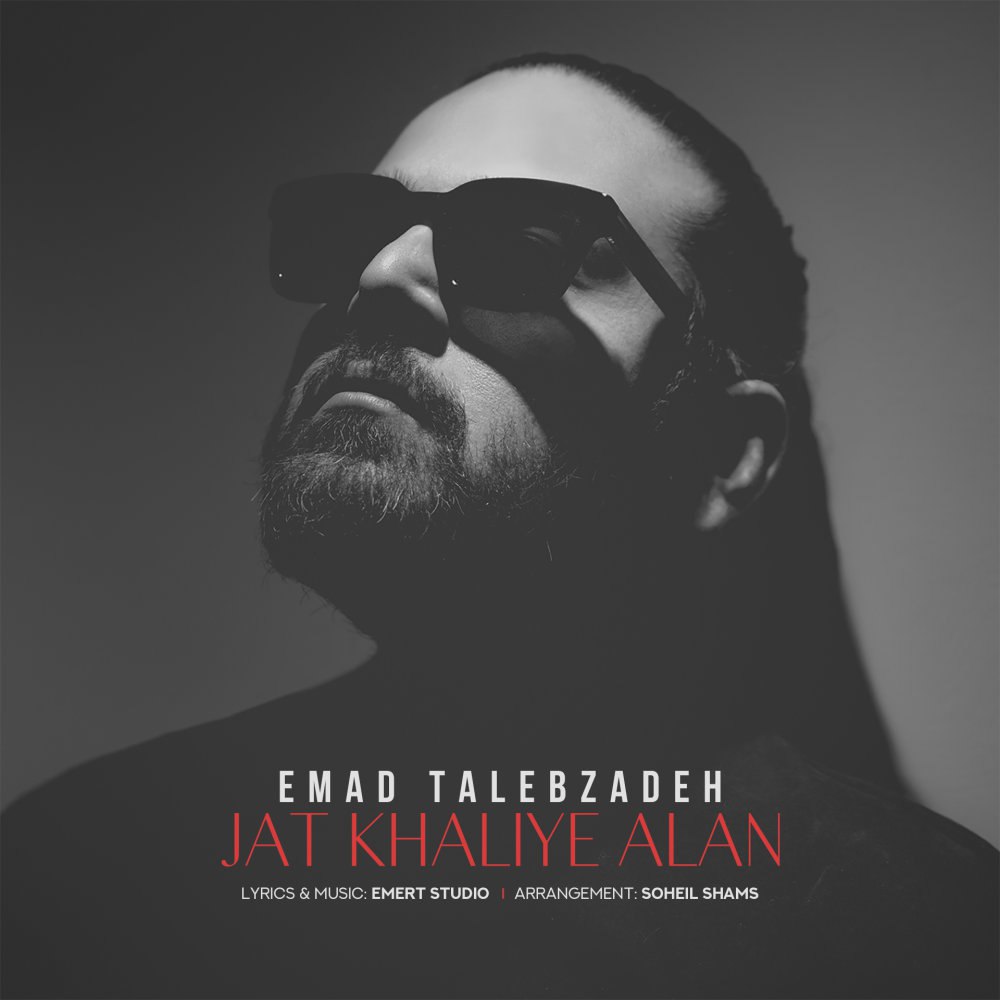 EMAD TALEBZADEH
JAT KHALIYE ALAN
LYRICS & MUSIC: EMERT STUDIO | ARRANGEMENT: SOHEIL SHAMS